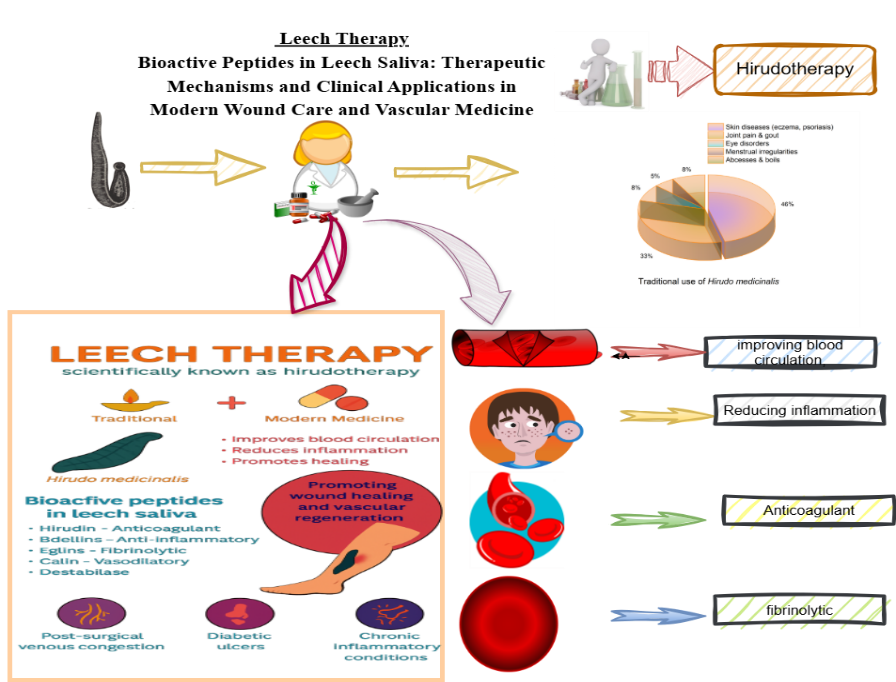 Leech Therapy
Bioactive Peptides in Leech Saliva: Therapeutic
Mechanisms and Clinical Applications in
Modern Wound Care and Vascular Medicine
Hirudotherapy
Skin diseases (eczema, psoriasis)
Joint pain & gout
Eye disorders
Menstrual irregularities
Abcesses & boils
8%
5%
8%
46%
33%
Traditional use of Hirudo medicinalis
LEECH THERAPY
scientifically known as hirudotherapy
Traditional
+
Modern Medicine
Hirudo medicinalis
• Improves blood circulation
• Reduces inflammation
• Promotes healing
Bioacfive peptides
in leech saliva
• Hirudin – Anticoagulant
• Bdellins – Anti-inflammatory
• Eglins – Fibrinolytic
• Calin – Vasodilatory
• Destabilase
Promoting
wound healing
and vascular
regeneration
Post-surgical
venous congestion
Diabetic
ulcers
Chronic
inflammatory
conditions
improving blood
circulation
Reducing inflammation
Anticoagulant
fibrinolytic